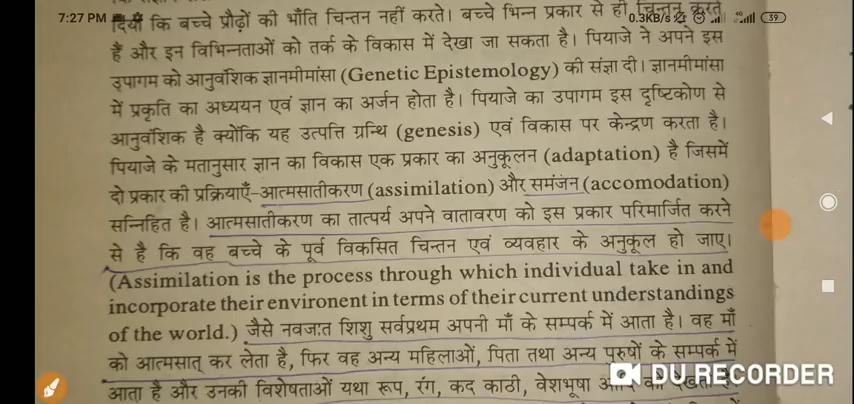 7:27 PM
0.3KB/s
39
दिया कि बच्चे प्रौढ़ों की भाँति चिन्तन नहीं करते। बच्चे भिन्न प्रकार से ही चिन्तन करते
हैं और इन विभिन्नताओं को तर्क के विकास में देखा जा सकता है। पियाजे ने अपने इस
उपागम को आनुवंशिक ज्ञानमीमांसा (Genetic Epistemology) की संज्ञा दी। ज्ञानमीमांसा
में प्रकृति का अध्ययन एवं ज्ञान का अर्जन होता है। पियाजे का उपागम इस दृष्टिकोण से
आनुवंशिक है क्योंकि यह उत्पत्ति ग्रन्थि (genesis) एवं विकास पर केन्द्रण करता है।
पियाजे के मतानुसार ज्ञान का विकास एक प्रकार का अनुकूलन (adaptation) है जिसमें
दो प्रकार की प्रक्रियाएँ-आत्मसातीकरण (assimilation) और समंजन (accomodation)
सन्निहित है। आत्मसातीकरण का तात्पर्य अपने वातावरण को इस प्रकार परिमार्जित करने
से है कि वह बच्चे के पूर्व विकसित चिन्तन एवं व्यवहार के अनुकूल हो जाए।
(Assimilation is the process through which individual take in and
incorporate their environent in terms of their current understandings
of the world.) जैसे नवजात शिशु सर्वप्रथम अपनी माँ के सम्पर्क में आता है। वह माँ
को आत्मसात् कर लेता है, फिर वह अन्य महिलाओं, पिता तथा अन्य पुरुषों के सम्पर्क में
आता है और उनकी विशेषताओं यथा रूप, रंग, कद काठी, वेशभूषा
DU RECORDER